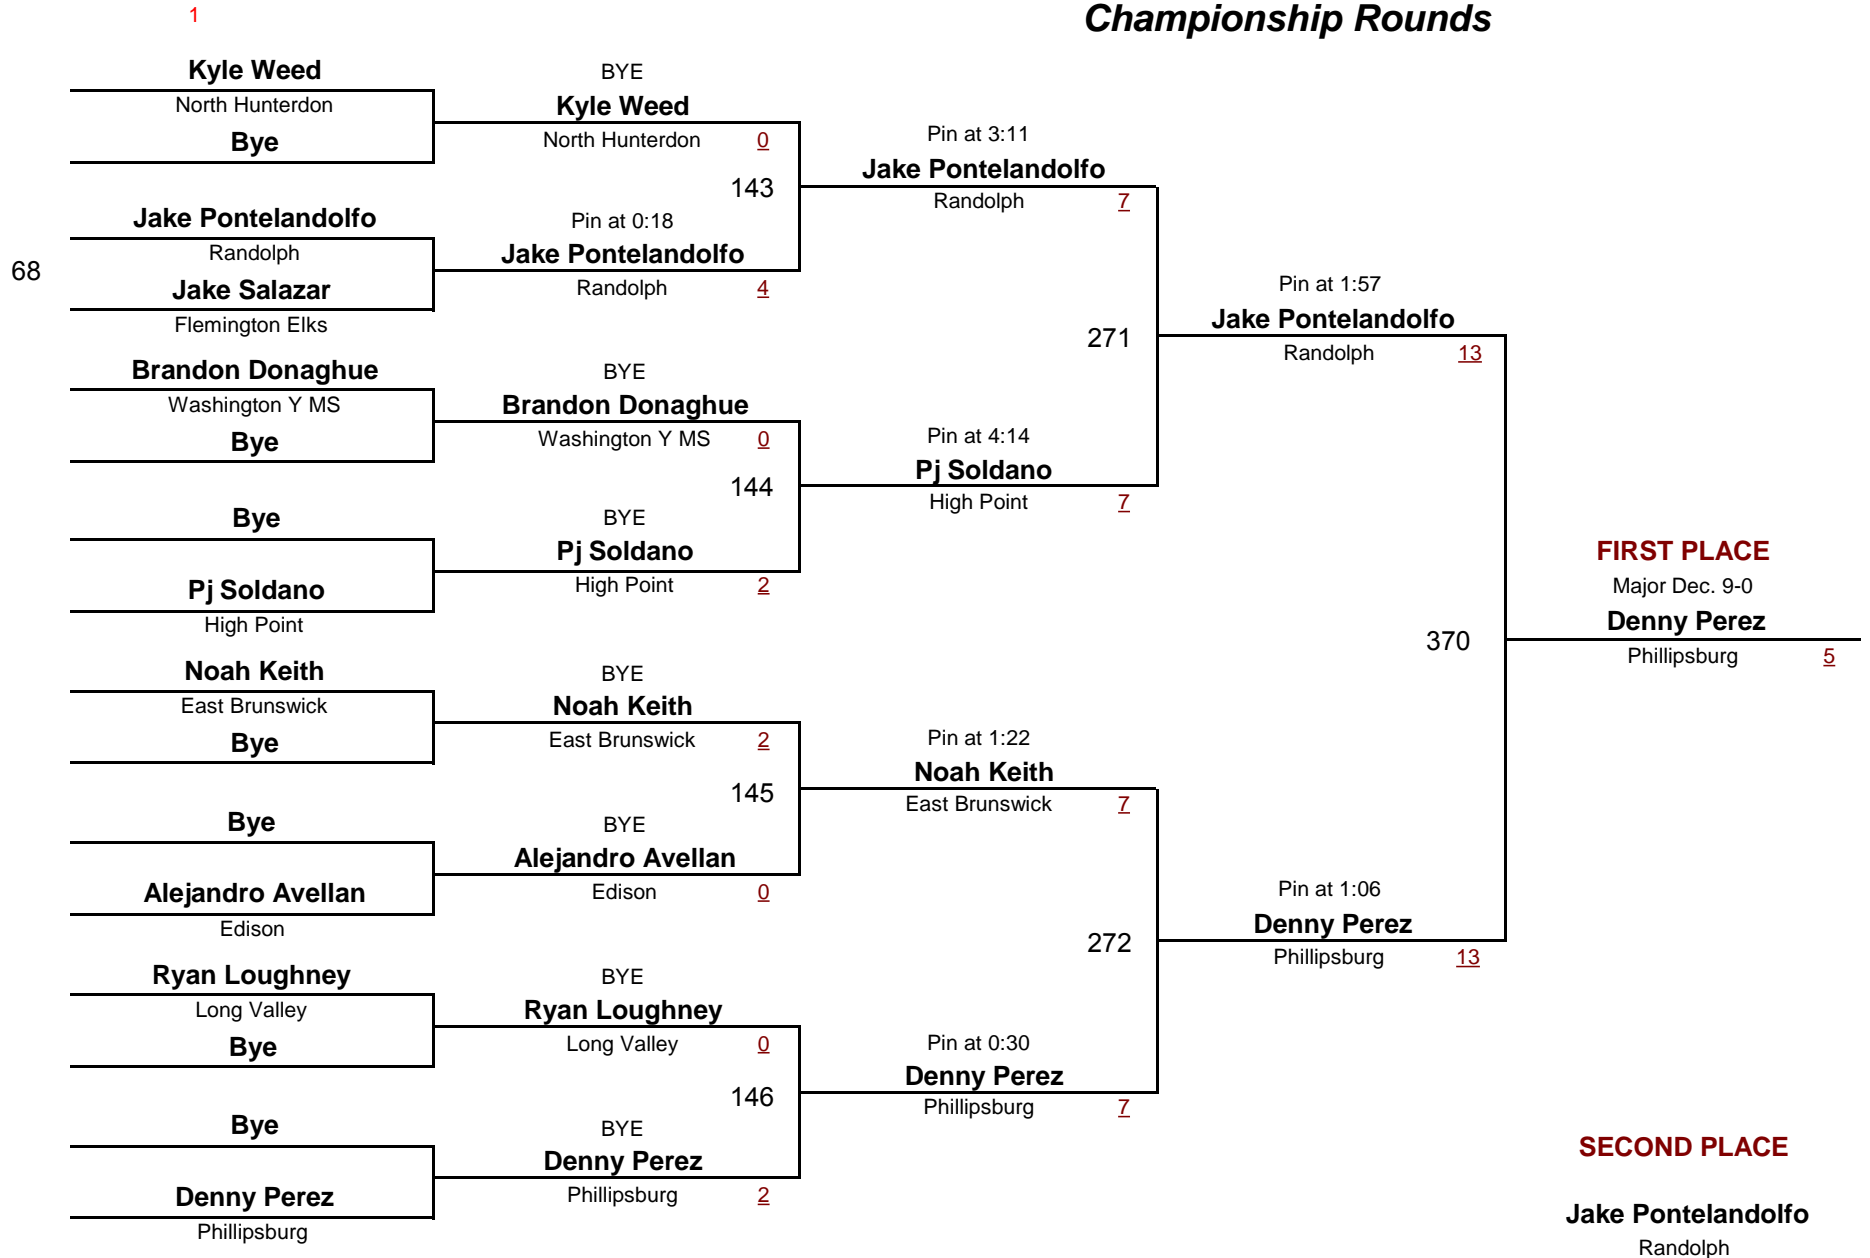 1
Championship Rounds
Kyle Weed
North Hunterdon
Bye
68
Jake Pontelandolfo
Randolph
Jake Salazar
Flemington Elks
Brandon Donaghue
Washington Y MS
Bye
Bye
Pj Soldano
High Point
Noah Keith
East Brunswick
Bye
Bye
Alejandro Avellan
Edison
Ryan Loughney
Long Valley
Bye
Bye
Denny Perez
Phillipsburg
BYE
Kyle Weed
North Hunterdon 0
143
Pin at 0:18
Jake Pontelandolfo
Randolph 4
BYE
Brandon Donaghue
Washington Y MS 0
144
BYE
Pj Soldano
High Point 2
BYE
Noah Keith
East Brunswick 2
145
BYE
Alejandro Avellan
Edison 0
BYE
Ryan Loughney
Long Valley 0
146
BYE
Denny Perez
Phillipsburg 2
Pin at 3:11
Jake Pontelandolfo
Randolph 7
271
Pin at 4:14
Pj Soldano
High Point 7
Pin at 1:22
Noah Keith
East Brunswick 7
272
Pin at 0:30
Denny Perez
Phillipsburg 7
Pin at 1:57
Jake Pontelandolfo
Randolph 13
370
Pin at 1:06
Denny Perez
Phillipsburg 13
FIRST PLACE
Major Dec. 9-0
Denny Perez
Phillipsburg 5
SECOND PLACE
Jake Pontelandolfo
Randolph